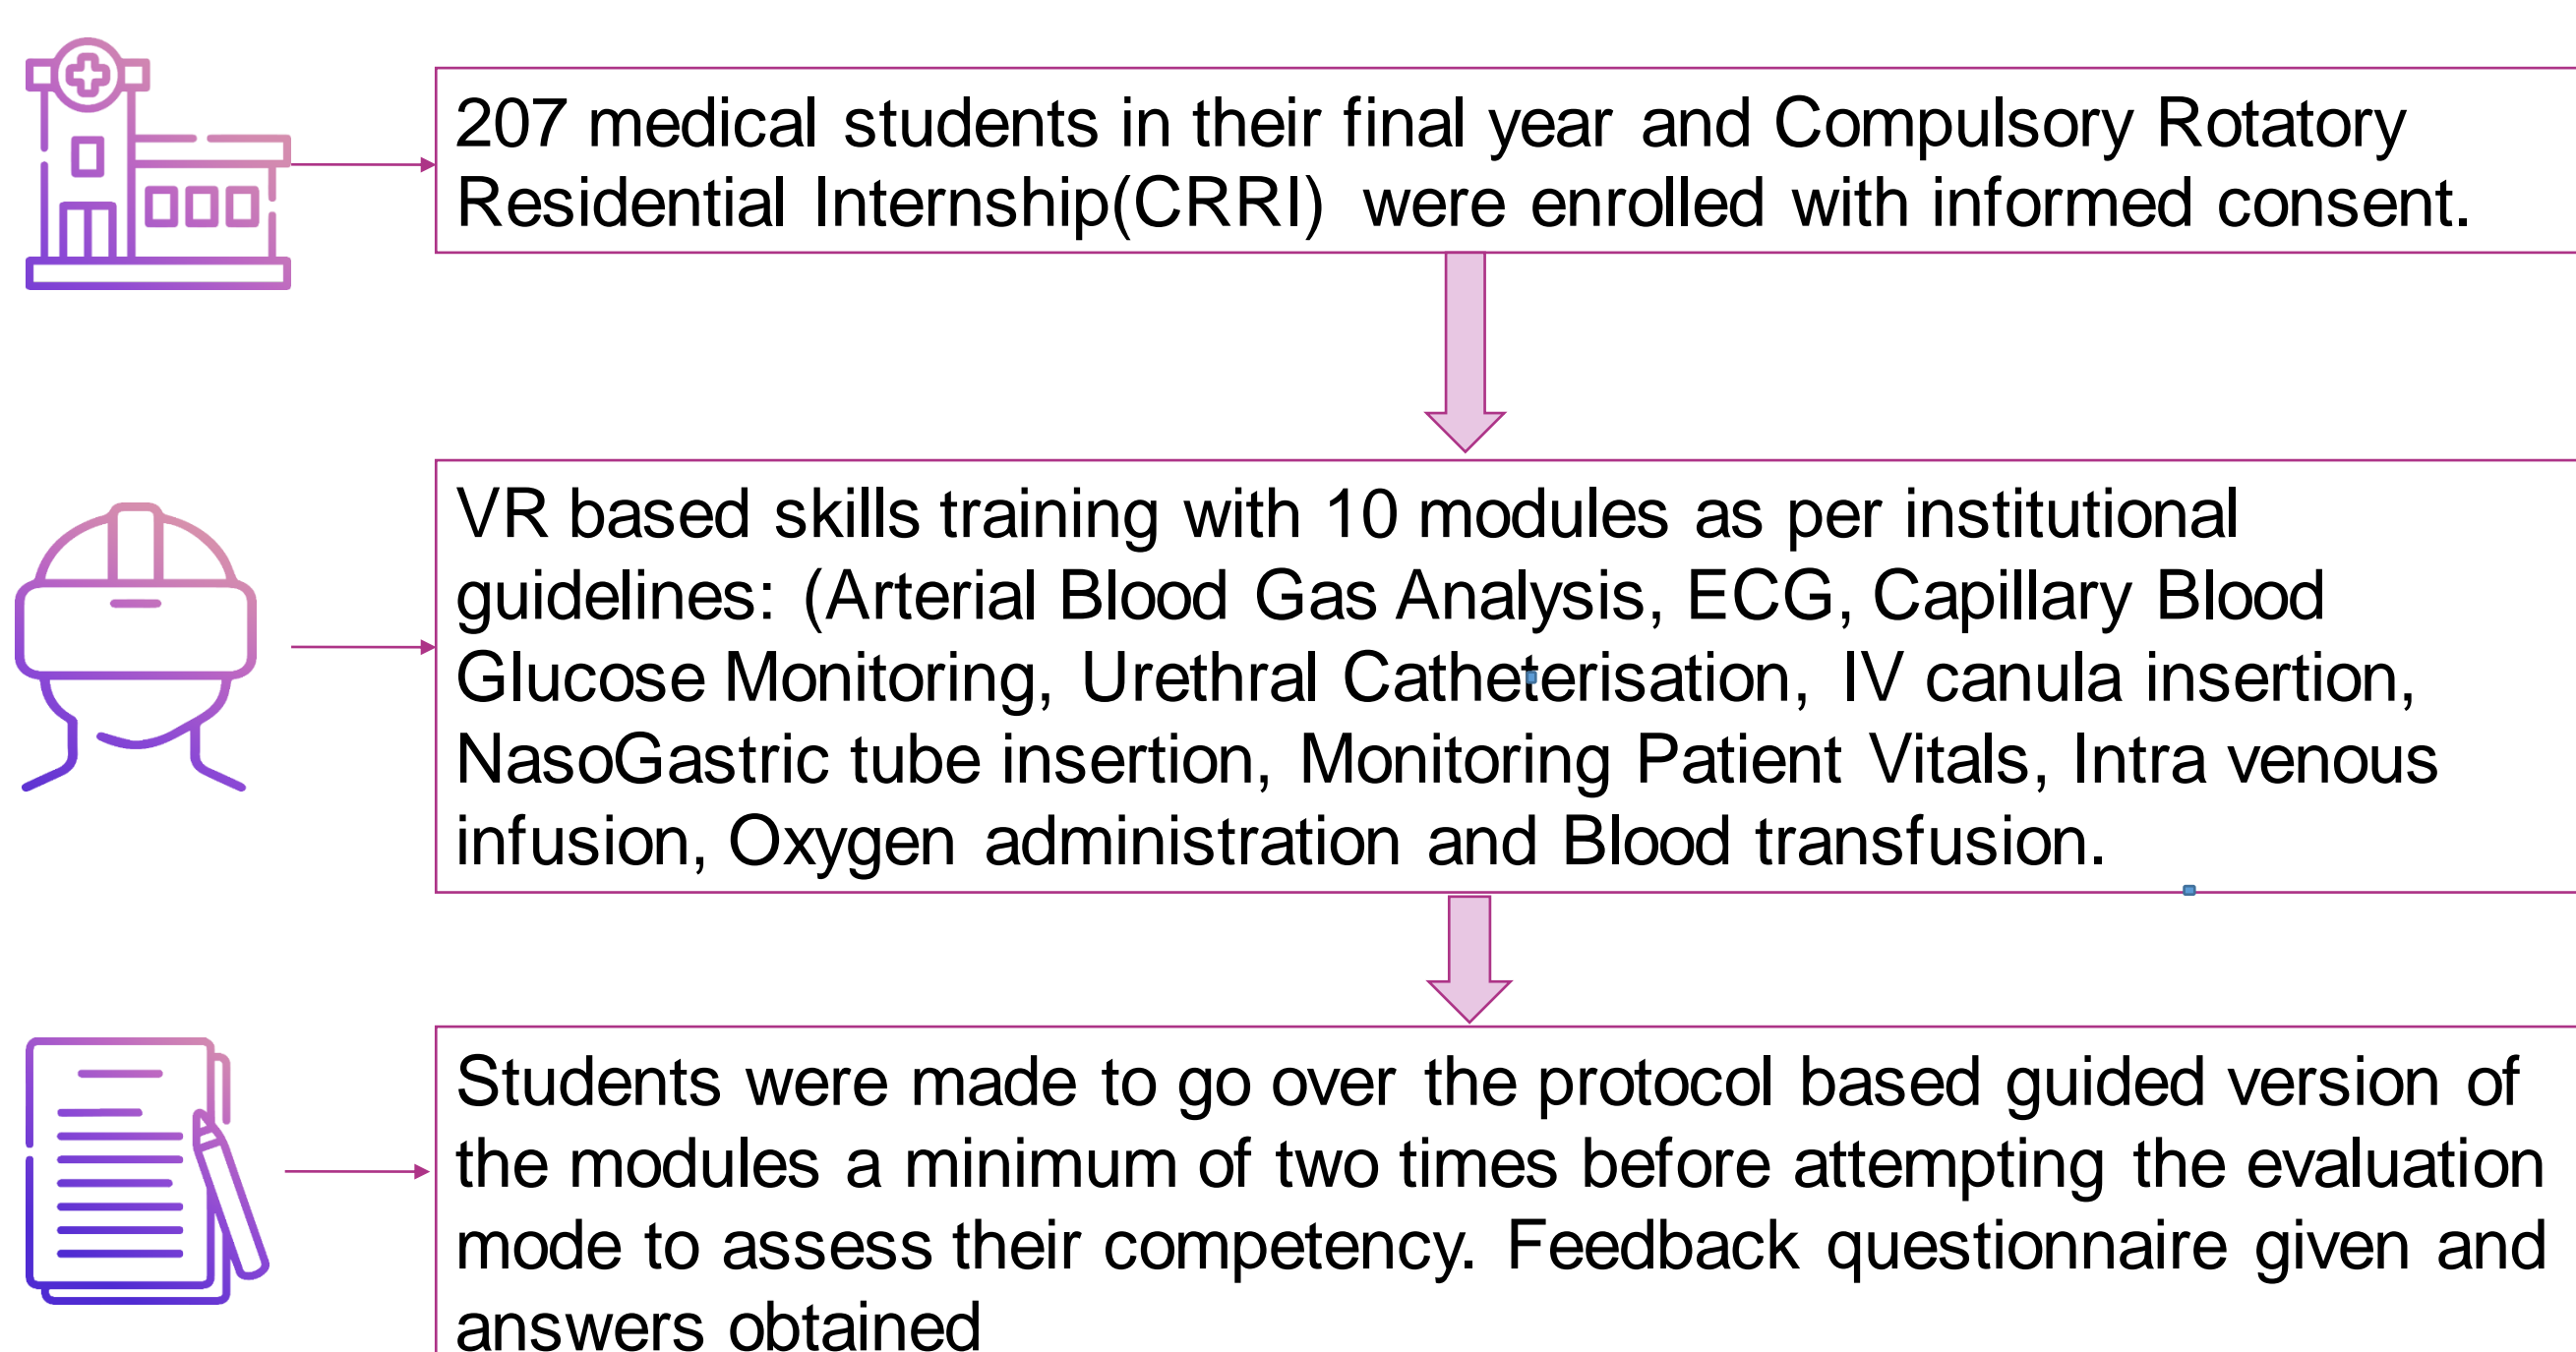 207 medical students in their final year and Compulsory Rotatory
Residential Internship(CRRI) were enrolled with informed consent.
VR based skills training with 10 modules as per institutional
guidelines: (Arterial Blood Gas Analysis, ECG, Capillary Blood
Glucose Monitoring, Urethral Catheterisation, IV canula insertion,
NasoGastric tube insertion, Monitoring Patient Vitals, Intra venous
infusion, Oxygen administration and Blood transfusion.
Students were made to go over the protocol based guided version of
the modules a minimum of two times before attempting the evaluation
mode to assess their competency. Feedback questionnaire given and
answers obtained